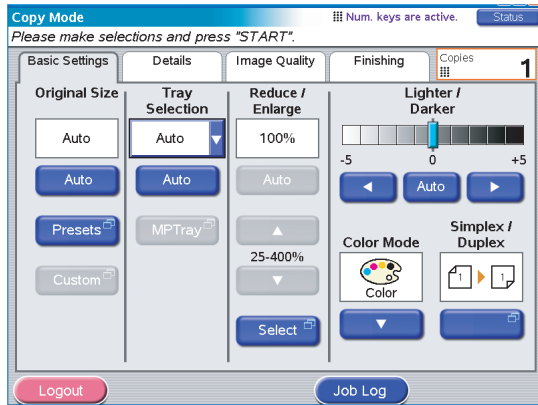 Copy Mode
Num. keys are active.
Status
Please make selections and press "START".
Basic Settings
Details
Image Quality
Finishing
Copies
1
Original Size
Auto
Auto
Presets
Custom
Tray
Selection
Auto
Auto
MPTray
Reduce /
Enlarge
100%
Auto
25-400%
Select
Lighter /
Darker
-5
0
+5
Auto
Color Mode
Color
Simplex /
Duplex
1
1
Logout
Job Log